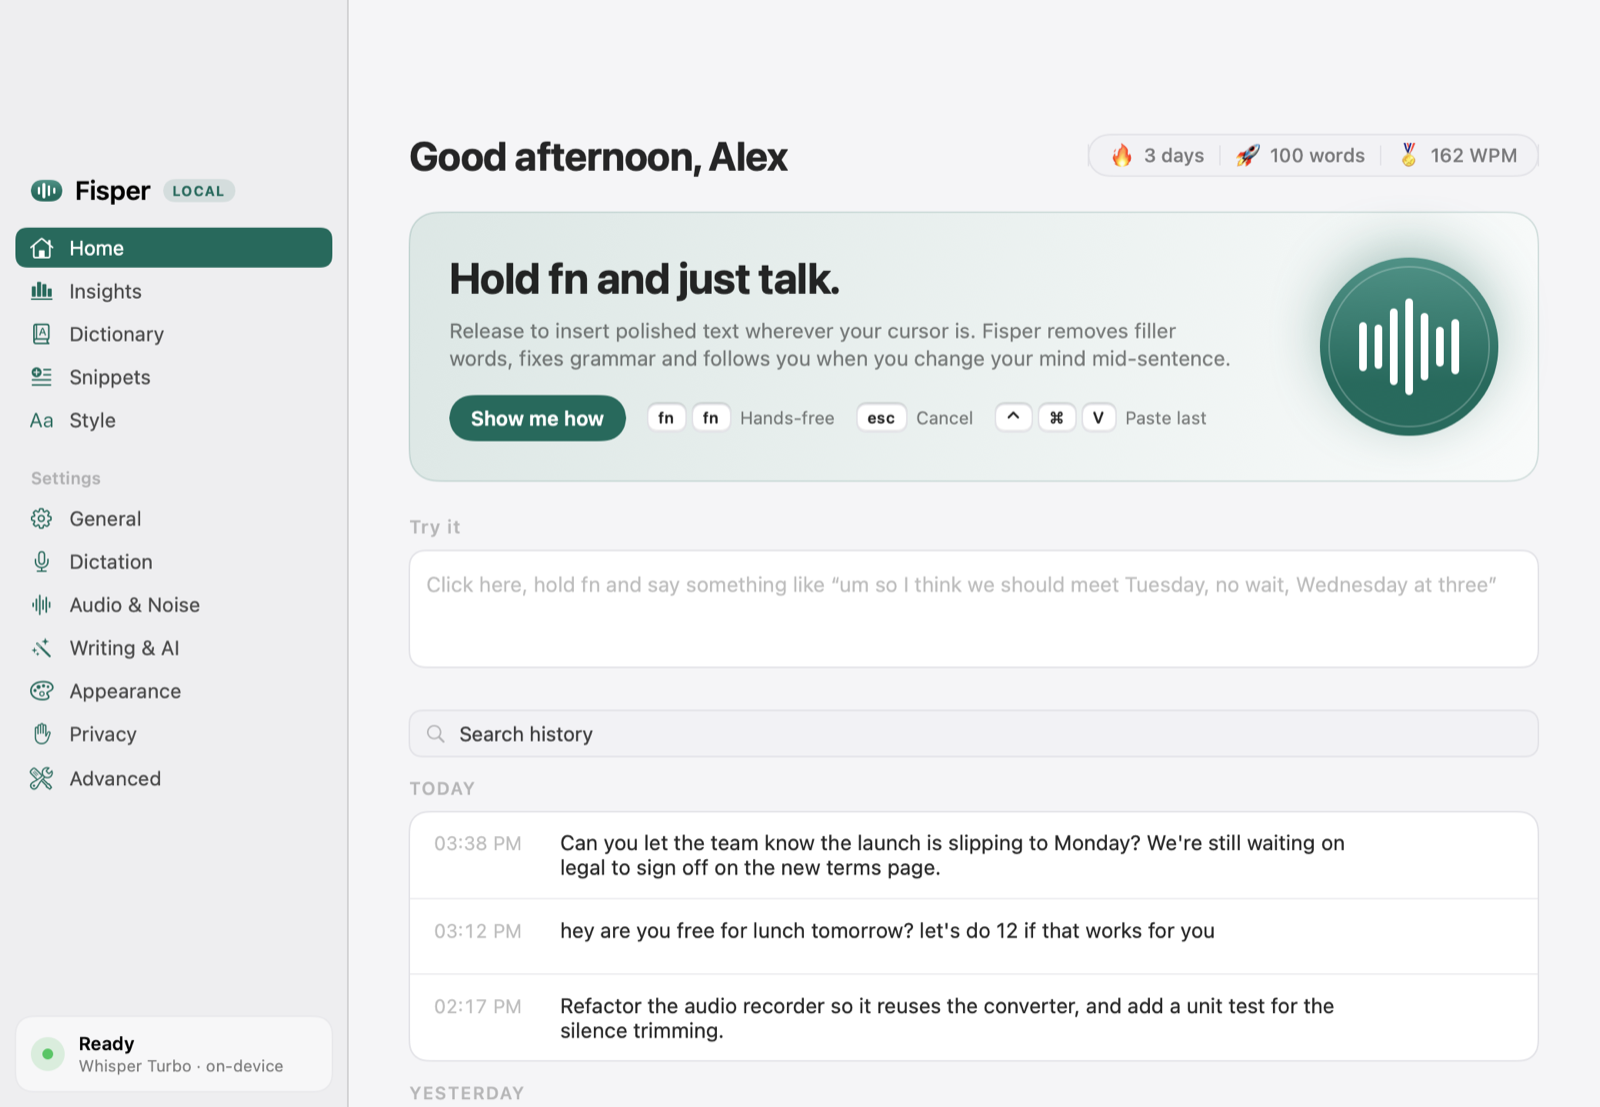 Fisper LOCAL
Home
Insights
Dictionary
Snippets
Aa Style
Settings
General
Dictation
Audio & Noise
Writing & AI
Appearance
Privacy
Advanced
Ready
Whisper Turbo · on-device
Good afternoon, Alex
3 days 100 words 162 WPM
Hold fn and just talk.
Release to insert polished text wherever your cursor is. Fisper removes filler
words, fixes grammar and follows you when you change your mind mid-sentence.
Show me how fn fn Hands-free esc Cancel ^ ⌘ V Paste last
Try it
Click here, hold fn and say something like “um so I think we should meet Tuesday, no wait, Wednesday at three”
Search history
TODAY
03:38 PM Can you let the team know the launch is slipping to Monday? We're still waiting on
legal to sign off on the new terms page.
03:12 PM hey are you free for lunch tomorrow? let's do 12 if that works for you
02:17 PM Refactor the audio recorder so it reuses the converter, and add a unit test for the
silence trimming.
YESTERDAY